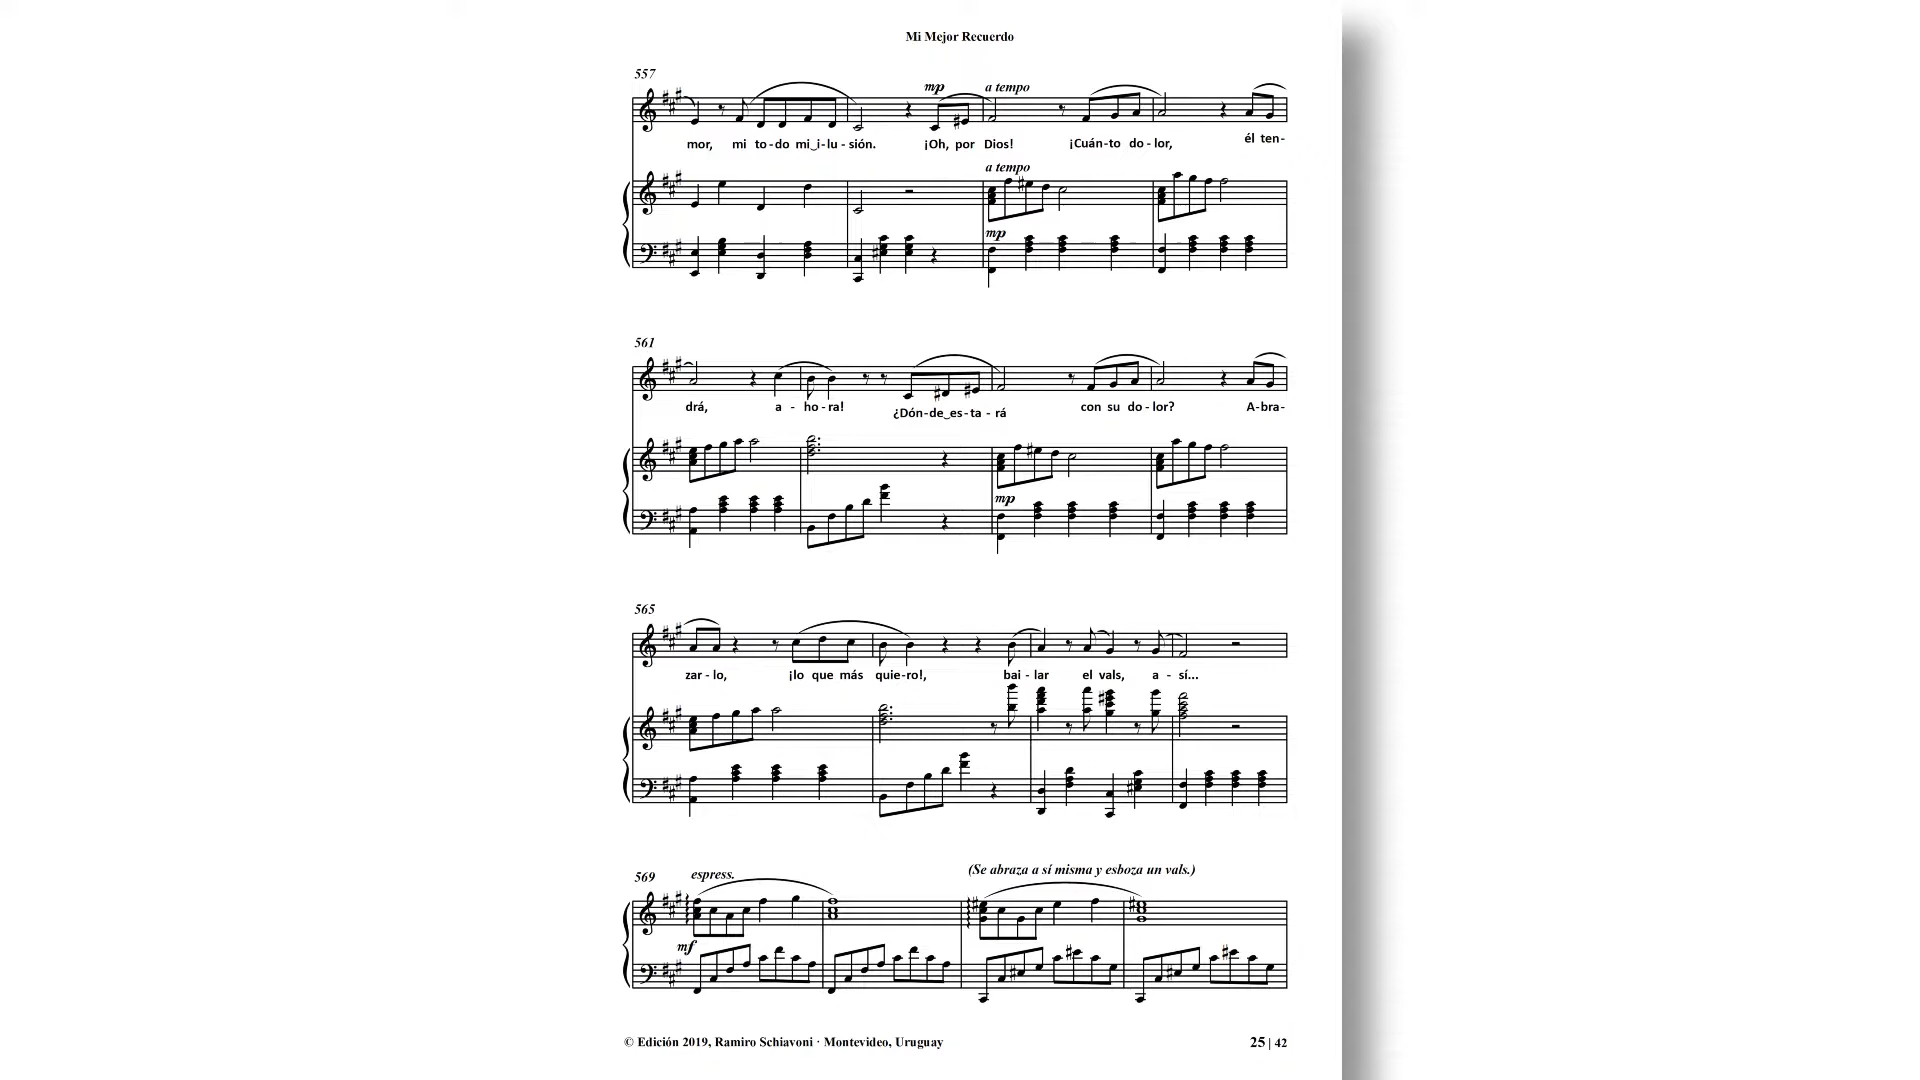 Mi Mejor Recuerdo
557
mp a tempo
mor, mi to-do mi‿i-lu-sión. ¡Oh, por Dios! ¡Cuán-to do-lor, él ten-
a tempo
mp
561
drá, a - ho-ra! ¿Dón-de‿es-ta-rá con su do-lor? A-bra-
mp
565
zar-lo, ¡lo que más quie-ro!, bai-lar el vals, a - sí...
569 espress. (Se abraza a sí misma y esboza un vals.)
mf
© Edición 2019, Ramiro Schiavoni · Montevideo, Uruguay 25 | 42